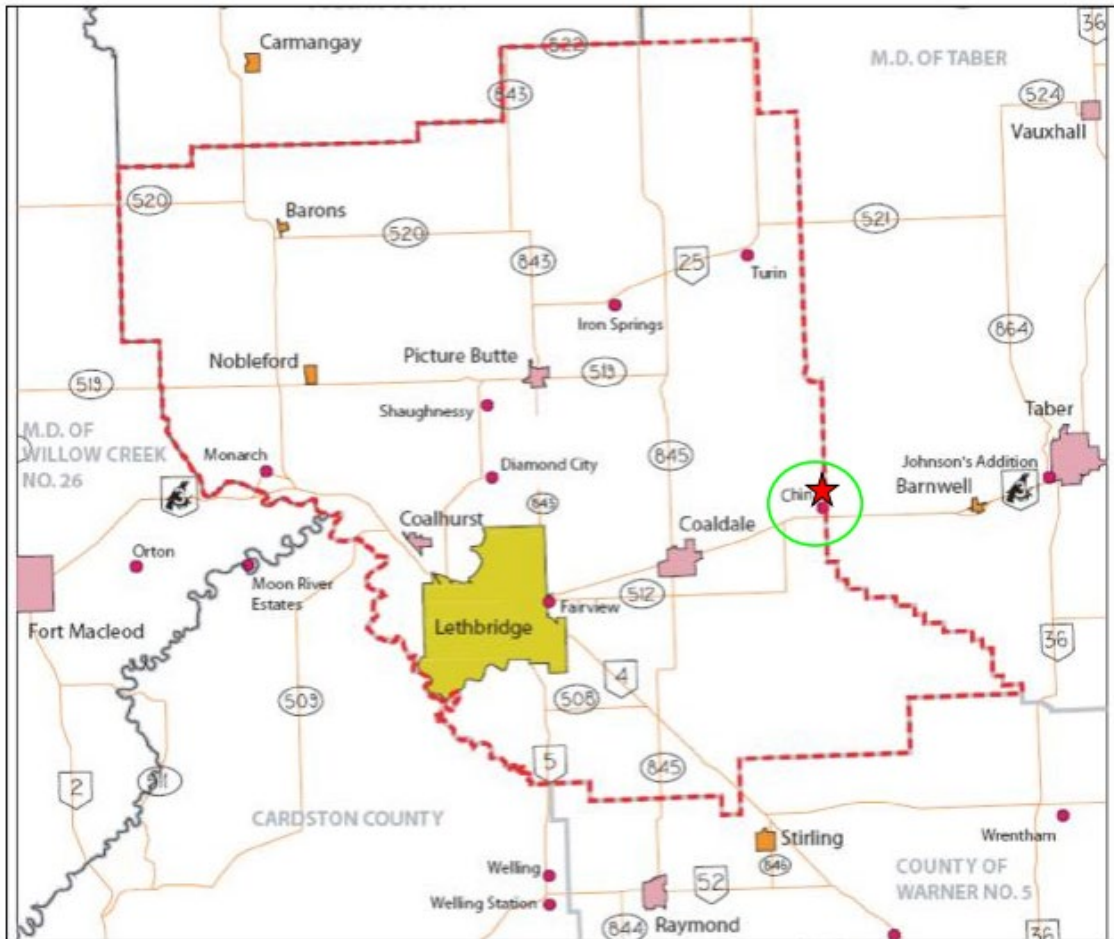 Carmangay
522
36
M.D. OF TABER
843
524
Vauxhall
520
Barons
520
521
843
25
Turin
Iron Springs
864
Nobleford
Picture Butte
519
519
Shaughnessy
Taber
M.D. OF
WILLOW CREEK
NO. 26
Monarch
Diamond City
845
Johnson's Addition
Barnwell
Chin
845
Coalhurst
Coaldale
Orton
Moon River
Estates
512
Fairview
Fort Macleod
Lethbridge
36
4
503
508
2
511
5
845
CARDSTON COUNTY
Stirling
Wrentham
846
Welling
COUNTY OF
WARNER NO. 5
52
Welling Station
Raymond
844
36